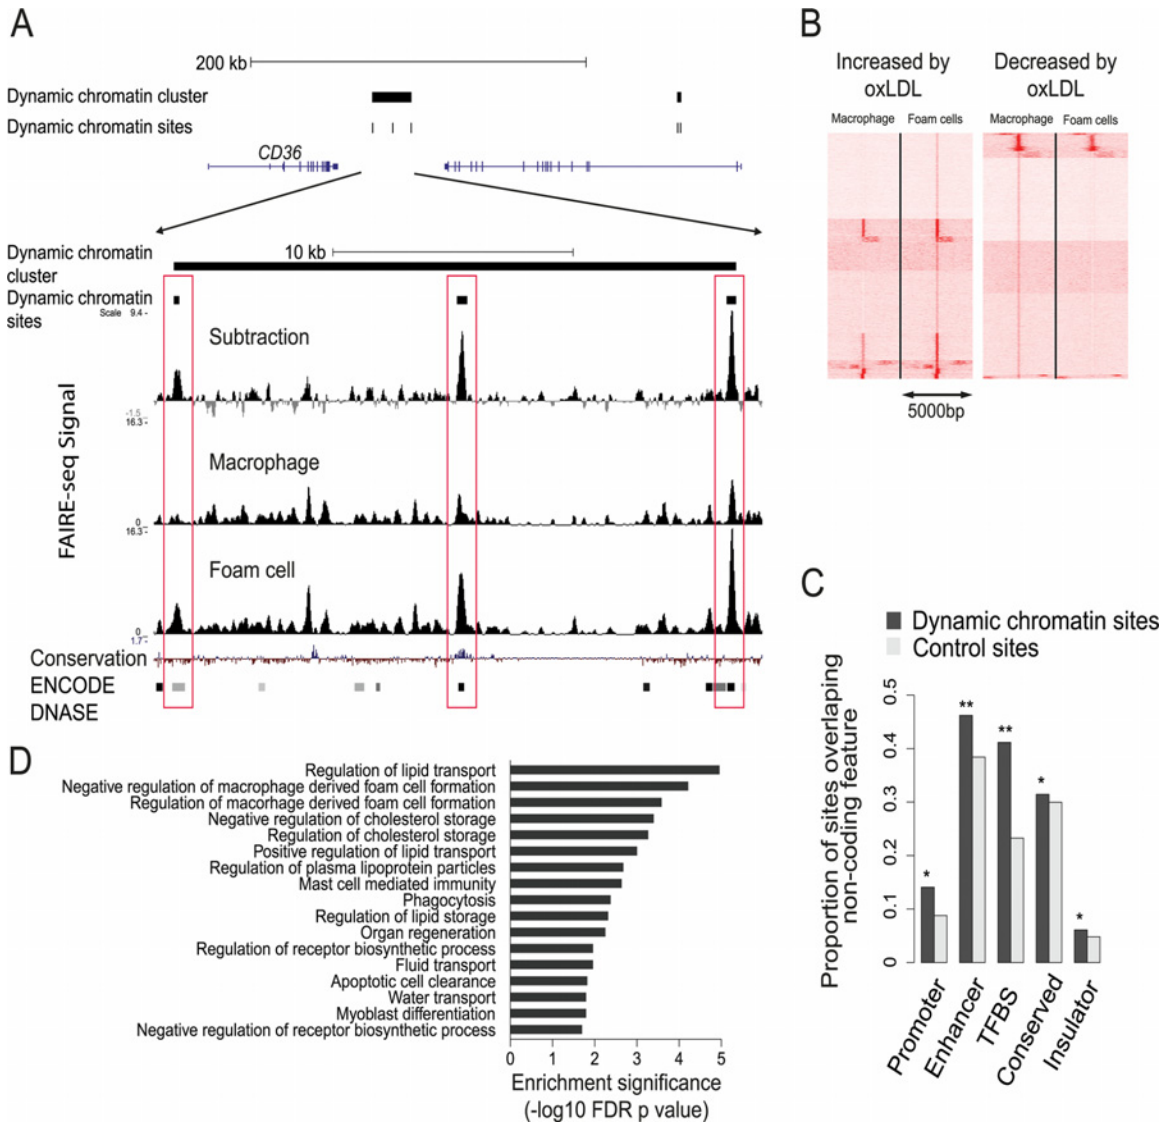 A
200 kb
Dynamic chromatin cluster
Dynamic chromatin sites
CD36
Dynamic chromatin
cluster
10 kb
Dynamic chromatin
sites
Scale
9.4 -
Subtraction
-1.5
16.3 -
Macrophage
0
16.3 -
Foam cell
0
1.7 -
FAIRE-seq Signal
Conservation
ENCODE
DNASE
B
Increased by
oxLDL
Decreased by
oxLDL
Macrophage
Foam cells
Macrophage
Foam cells
5000bp
C
Dynamic chromatin sites
Control sites
Proportion of sites overlaping
non-coding feature
0.5
0.4
0.3
0.2
0.1
0
*
**
**
*
*
Promoter
Enhancer
TFBS
Conserved
Insulator
D
Regulation of lipid transport
Negative regulation of macrophage derived foam cell formation
Regulation of macorhage derived foam cell formation
Negative regulation of cholesterol storage
Regulation of cholesterol storage
Positive regulation of lipid transport
Regulation of plasma lipoprotein particles
Mast cell mediated immunity
Phagocytosis
Regulation of lipid storage
Organ regeneration
Regulation of receptor biosynthetic process
Fluid transport
Apoptotic cell clearance
Water transport
Myoblast differentiation
Negative regulation of receptor biosynthetic process
0 1 2 3 4 5
Enrichment significance
(-log10 FDR p value)